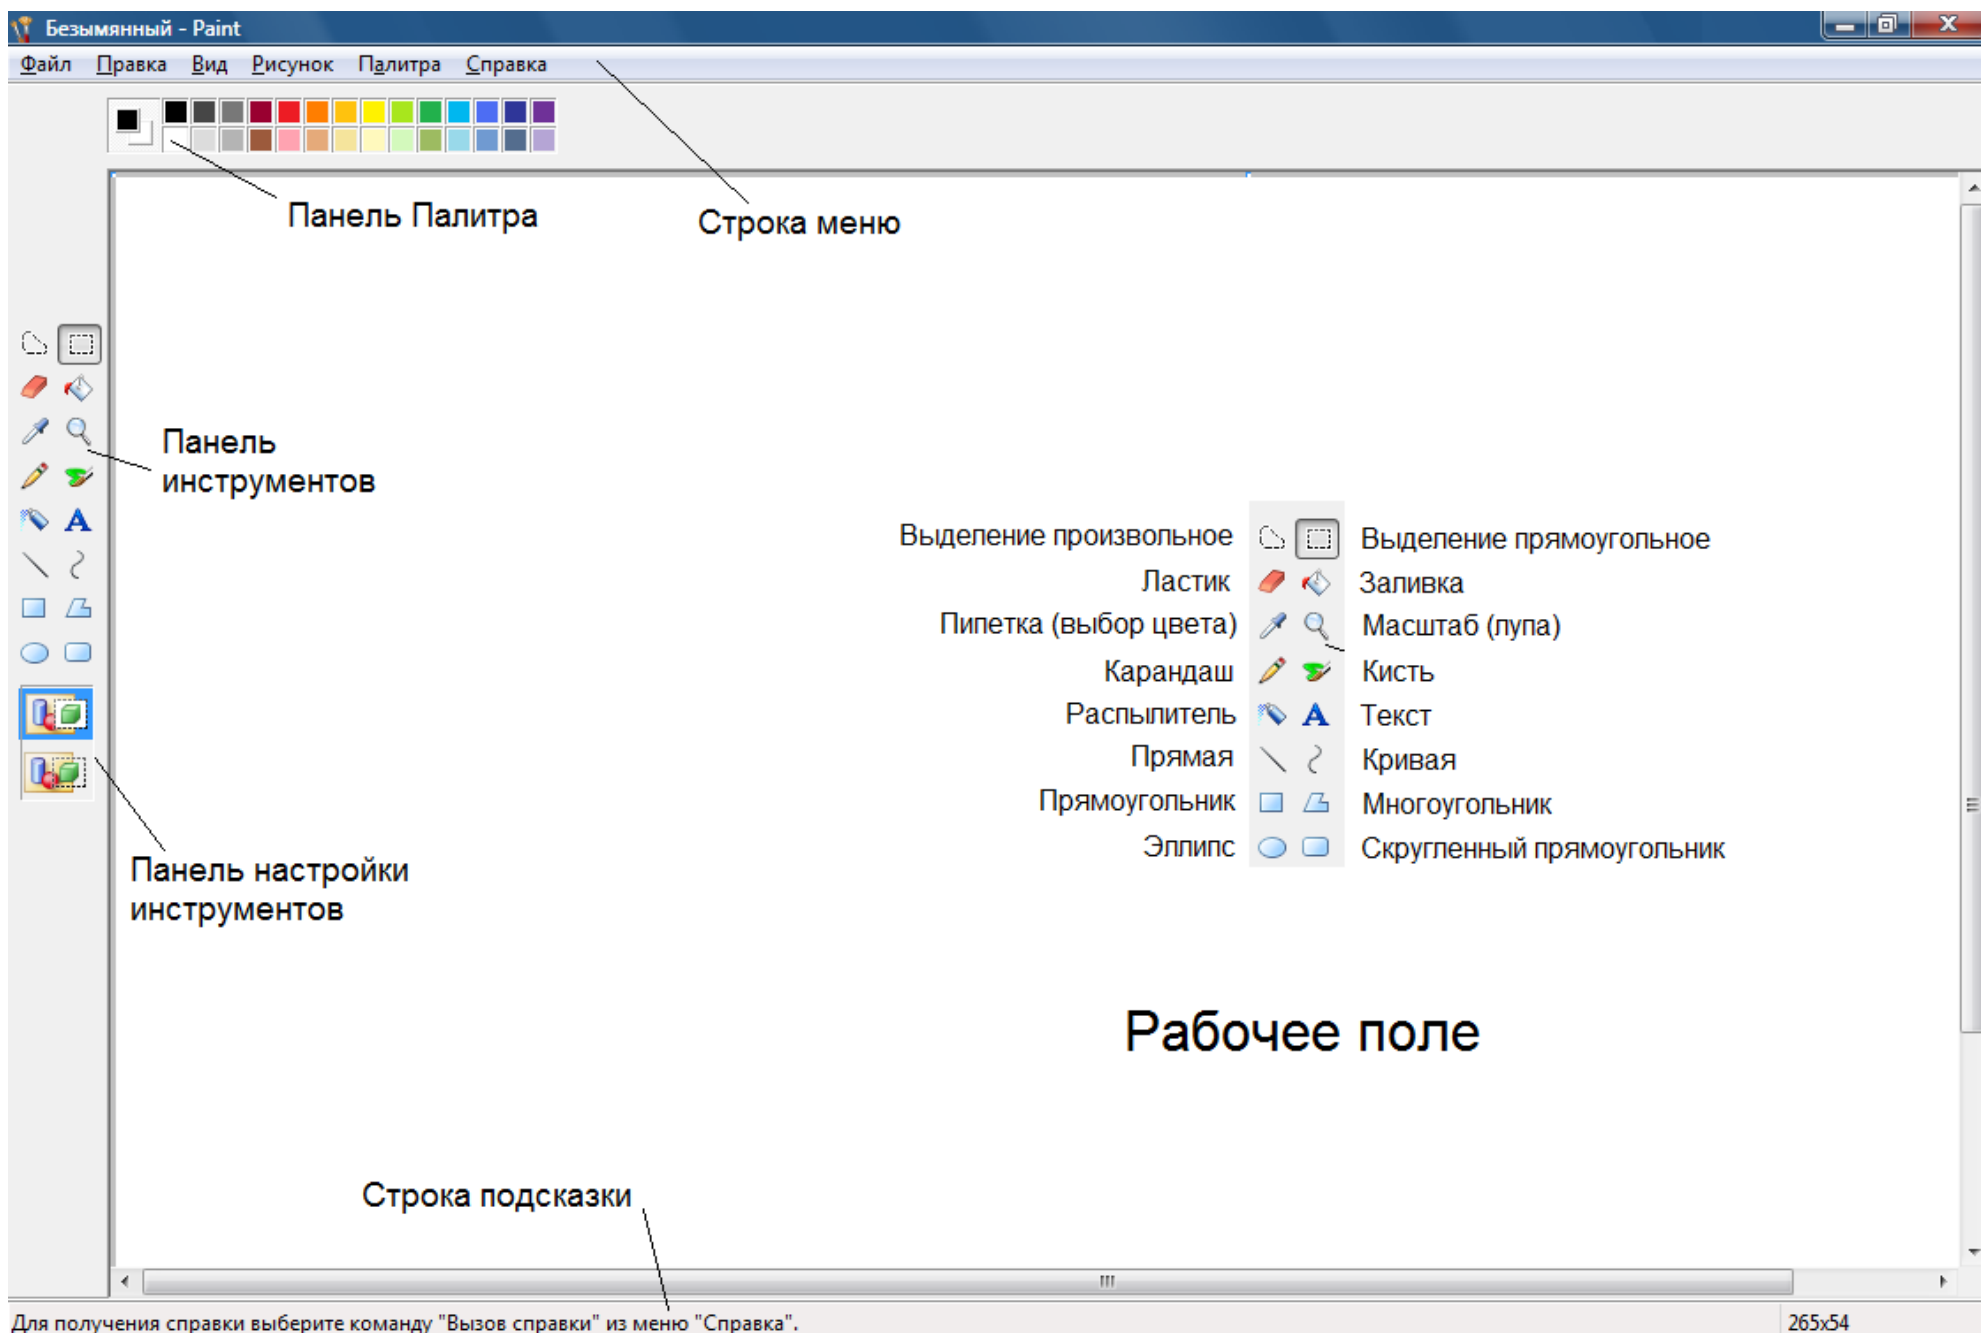 Безымянный - Paint
Файл Правка Вид Рисунок Палитра Справка
Панель Палитра
Строка меню
Панель
инструментов
Выделение произвольное Выделение прямоугольное
Ластик Заливка
Пипетка (выбор цвета) Масштаб (лупа)
Карандаш Кисть
Распылитель Текст
Прямая Кривая
Прямоугольник Многоугольник
Эллипс Скругленный прямоугольник
Панель настройки
инструментов
Рабочее поле
Строка подсказки
Для получения справки выберите команду "Вызов справки" из меню "Справка". 265x54